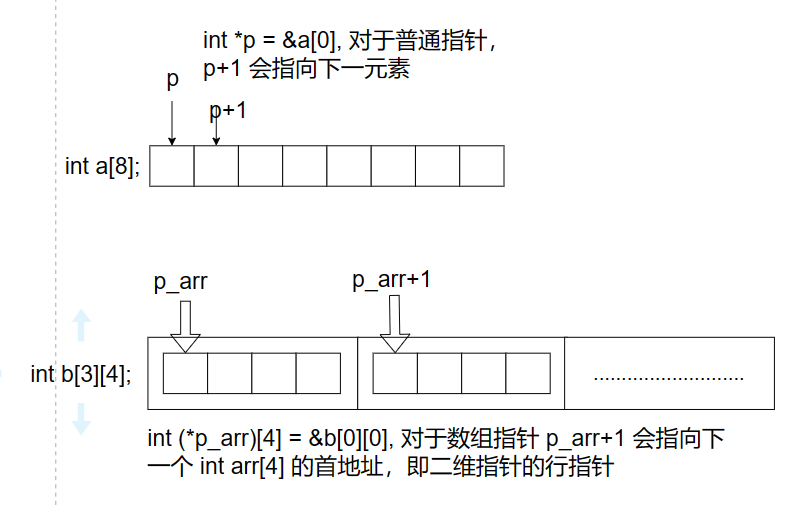 int *p = &a[0], 对于普通指针，
p+1 会指向下一元素
p
p+1
int a[8];
p_arr
p_arr+1
int b[3][4];
...........................
int (*p_arr)[4] = &b[0][0], 对于数组指针 p_arr+1 会指向下
一个 int arr[4] 的首地址，即二维指针的行指针